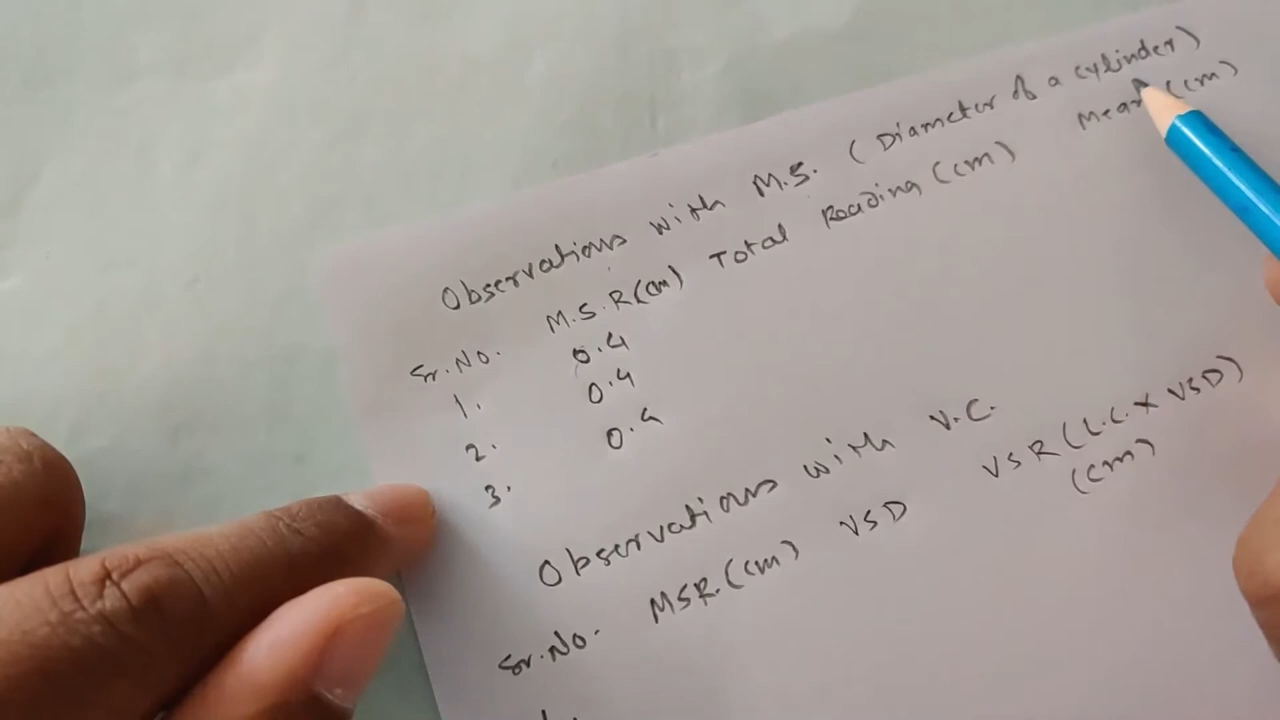 Observations with M.S. (Diameter of a cylinder)
Sr.No. M.S.R(cm) Total Reading (cm) Mean (cm)
1. 0.4
2. 0.4
3. 0.4
Observations with V.C.
Sr.No. MSR.(cm) VSD VSR (L.C. x VSD) (cm)
1.